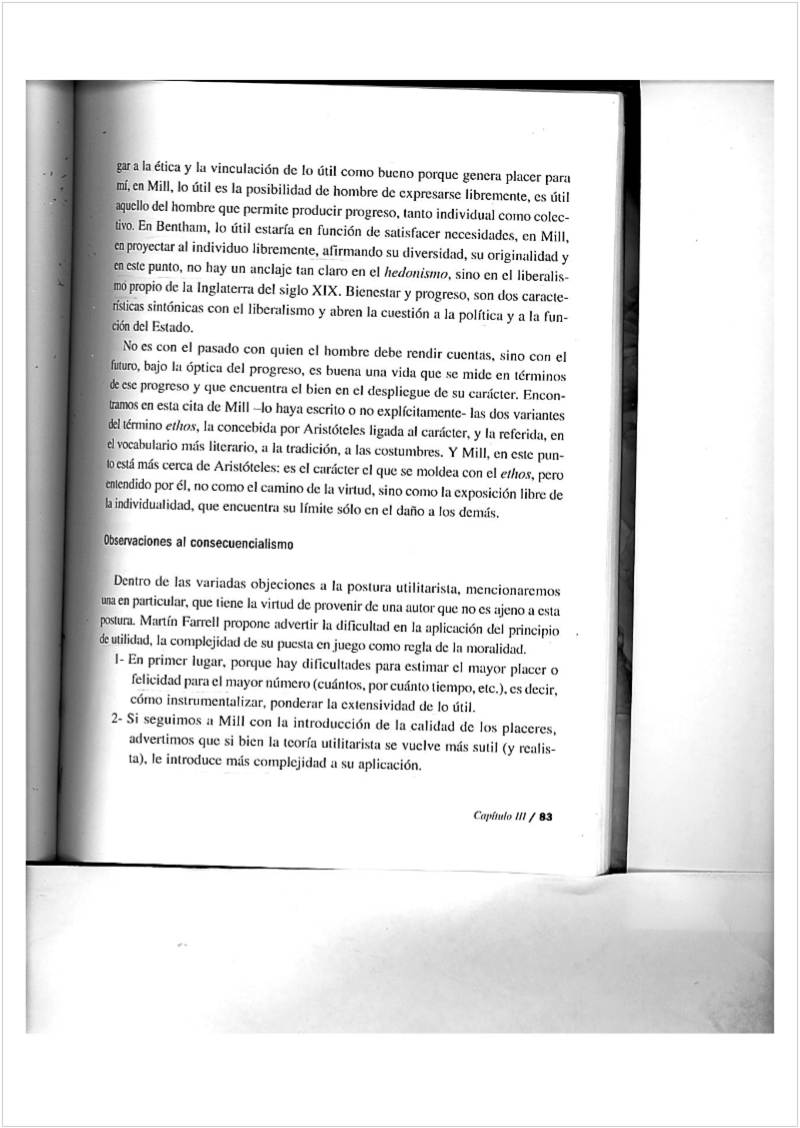 gar a la ética y la vinculación de lo útil como bueno porque genera placer para
mí, en Mill, lo útil es la posibilidad de hombre de expresarse libremente, es útil
aquello del hombre que permite producir progreso, tanto individual como colec-
tivo. En Bentham, lo útil estaría en función de satisfacer necesidades, en Mill,
en proyectar al individuo libremente, afirmando su diversidad, su originalidad y
en este punto, no hay un anclaje tan claro en el hedonismo, sino en el liberalis-
mo propio de la Inglaterra del siglo XIX. Bienestar y progreso, son dos caracte-
rísticas sintónicas con el liberalismo y abren la cuestión a la política y a la fun-
ción del Estado.
No es con el pasado con quien el hombre debe rendir cuentas, sino con el
futuro, bajo la óptica del progreso, es buena una vida que se mide en términos
de ese progreso y que encuentra el bien en el despliegue de su carácter. Encon-
tramos en esta cita de Mill –lo haya escrito o no explícitamente- las dos variantes
del término ethos, la concebida por Aristóteles ligada al carácter, y la referida, en
el vocabulario más literario, a la tradición, a las costumbres. Y Mill, en este pun-
to está más cerca de Aristóteles: es el carácter el que se moldea con el ethos, pero
entendido por él, no como el camino de la virtud, sino como la exposición libre de
la individualidad, que encuentra su límite sólo en el daño a los demás.
Observaciones al consecuencialismo
Dentro de las variadas objeciones a la postura utilitarista, mencionaremos
una en particular, que tiene la virtud de provenir de una autor que no es ajeno a esta
postura. Martín Farrell propone advertir la dificultad en la aplicación del principio
de utilidad, la complejidad de su puesta en juego como regla de la moralidad.
1- En primer lugar, porque hay dificultades para estimar el mayor placer o
felicidad para el mayor número (cuántos, por cuánto tiempo, etc.), es decir,
cómo instrumentalizar, ponderar la extensividad de lo útil.
2- Si seguimos a Mill con la introducción de la calidad de los placeres,
advertimos que si bien la teoría utilitarista se vuelve más sutil (y realis-
ta), le introduce más complejidad a su aplicación.
Capítulo III / 83